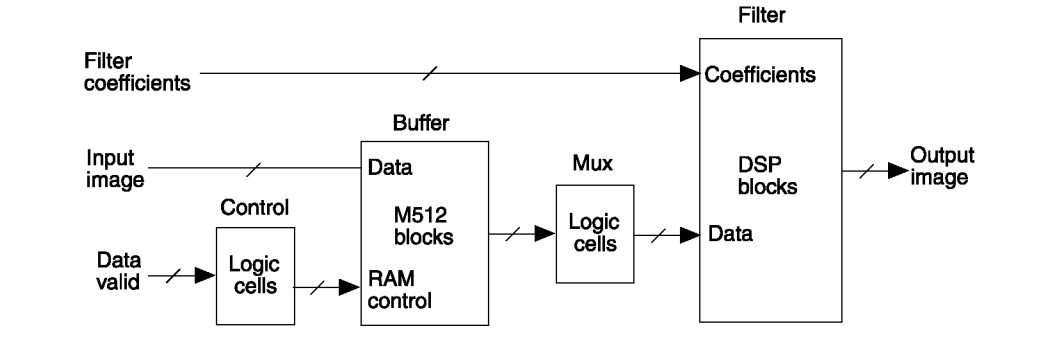 Filter
Filter
coefficients
Coefficients
Buffer
Input
image
Data
Mux
DSP
blocks
Output
image
Control
M512
blocks
Logic
cells
Data
Data
valid
Logic
cells
RAM
control